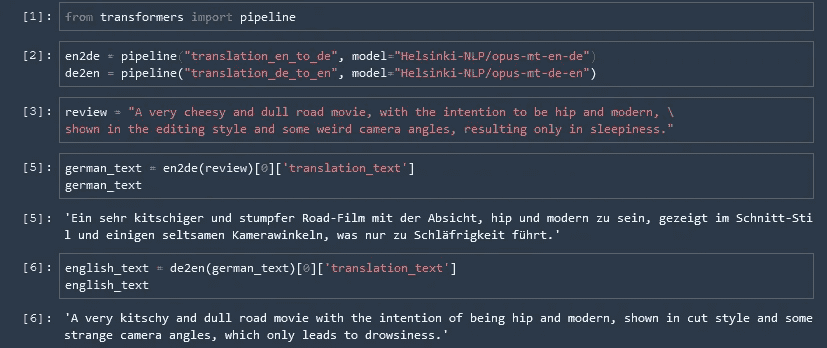 [1]: from transformers import pipeline
[2]: en2de = pipeline("translation_en_to_de", model="Helsinki-NLP/opus-mt-en-de")
de2en = pipeline("translation_de_to_en", model="Helsinki-NLP/opus-mt-de-en")
[3]: review = "A very cheesy and dull road movie, with the intention to be hip and modern, \
shown in the editing style and some weird camera angles, resulting only in sleepiness."
[5]: german_text = en2de(review)[0]['translation_text']
german_text
[5]: 'Ein sehr kitschiger und stumpfer Road-Film mit der Absicht, hip und modern zu sein, gezeigt im Schnitt-Sti
l und einigen seltsamen Kamerawinkeln, was nur zu Schläfrigkeit führt.'
[6]: english_text = de2en(german_text)[0]['translation_text']
english_text
[6]: 'A very kitschy and dull road movie with the intention of being hip and modern, shown in cut style and some
strange camera angles, which only leads to drowsiness.'